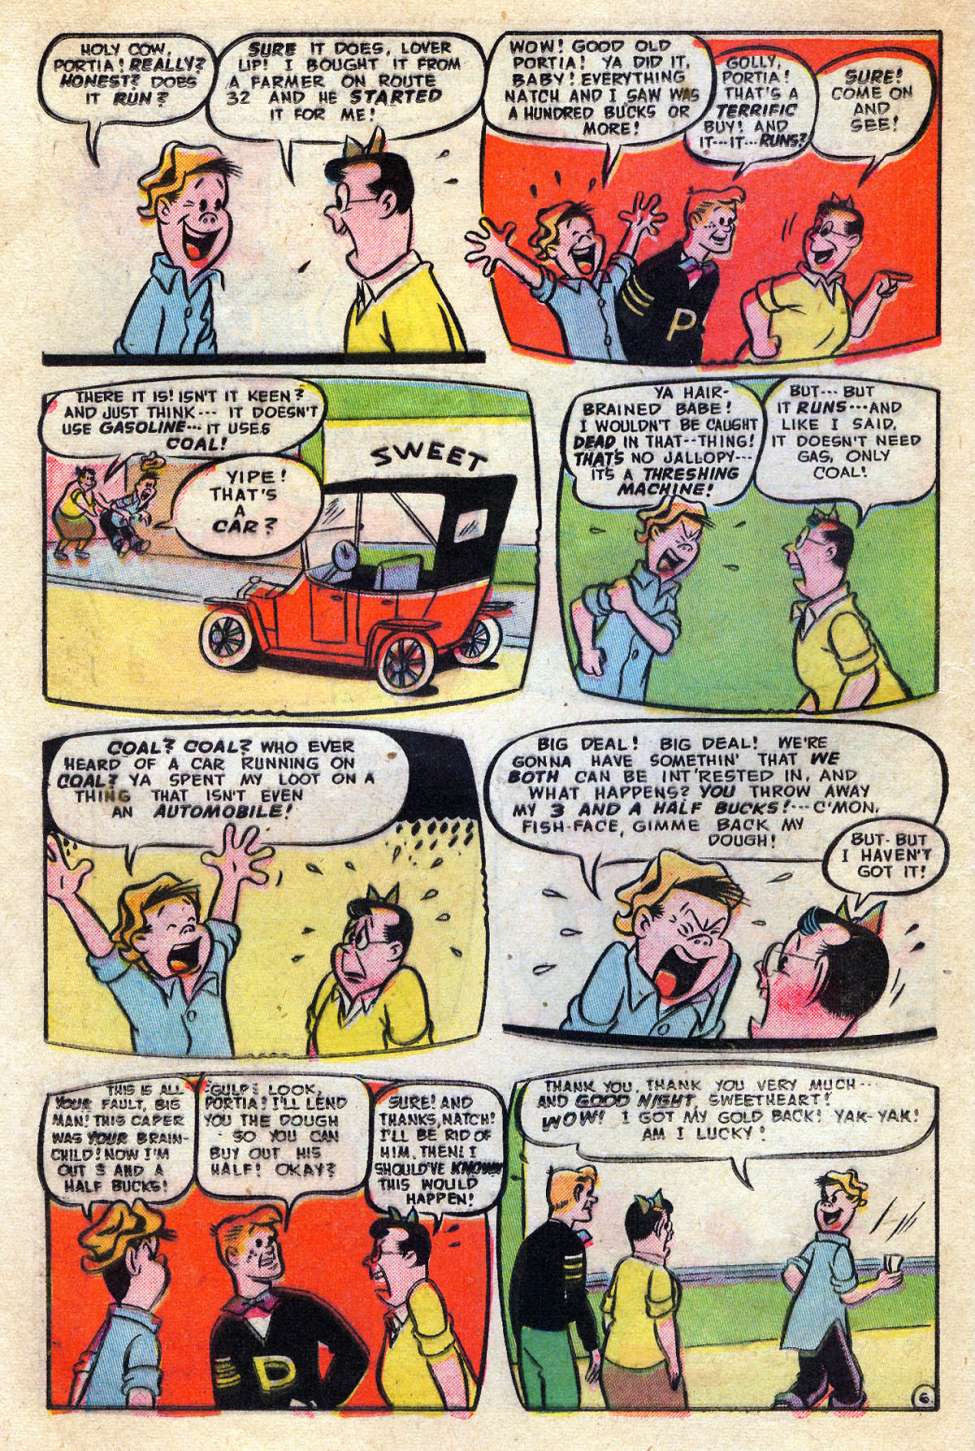 HOLY COW,
PORTIA! REALLY?
HONEST? DOES
IT RUN?
SURE IT DOES, LOVER
LIP! I BOUGHT IT FROM
A FARMER ON ROUTE
32 AND HE STARTED
IT FOR ME!
WOW! GOOD OLD
PORTIA! YA DID IT,
BABY! EVERYTHING
NATCH AND I SAW WAS
A HUNDRED BUCKS OR
MORE!
GOLLY,
PORTIA!
THAT'S A
TERRIFIC
BUY! AND
IT---IT---RUNS?
SURE!
COME ON
AND
SEE!
P
THERE IT IS! ISN'T IT KEEN?
AND JUST THINK--- IT DOESN'T
USE GASOLINE--- IT USES
COAL!
YIPE!
THAT'S
A
CAR?
SWEET
YA HAIR-
BRAINED BABE!
I WOULDN'T BE CAUGHT
DEAD IN THAT--THING!
THAT'S NO JALLOPY---
IT'S A THRESHING
MACHINE!
BUT--- BUT
IT RUNS---AND
LIKE I SAID,
IT DOESN'T NEED
GAS, ONLY
COAL!
COAL? COAL? WHO EVER
HEARD OF A CAR RUNNING ON
COAL? YA SPENT MY LOOT ON A
THING THAT ISN'T EVEN
AN AUTOMOBILE!
BIG DEAL! BIG DEAL! WE'RE
GONNA HAVE SOMETHIN' THAT WE
BOTH CAN BE INT'RESTED IN, AND
WHAT HAPPENS? YOU THROW AWAY
MY 3 AND A HALF BUCKS!--- C'MON,
FISH-FACE, GIMME BACK MY
DOUGH!
BUT-BUT
I HAVEN'T
GOT IT!
THIS IS ALL
YOUR FAULT, BIG
MAN! THIS CAPER
WAS YOUR BRAIN-
CHILD! NOW I'M
OUT 3 AND A
HALF BUCKS!
GULP! LOOK,
PORTIA! I'LL LEND
YOU THE DOUGH
SO YOU CAN
BUY OUT HIS
HALF! OKAY?
SURE! AND
THANKS, NATCH!
I'LL BE RID OF
HIM, THEN! I
SHOULD'VE KNOWN
THIS WOULD
HAPPEN!
P
THANK YOU, THANK YOU VERY MUCH---
AND GOOD NIGHT, SWEETHEART!
WOW! I GOT MY GOLD BACK! YAK-YAK!
AM I LUCKY!
6